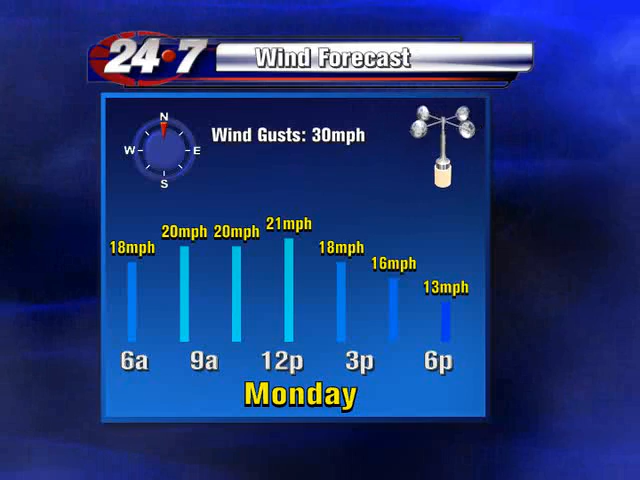 24·7 Wind Forecast
N
W E
S
Wind Gusts: 30mph
18mph 20mph 20mph 21mph 18mph 16mph 13mph
6a 9a 12p 3p 6p
Monday